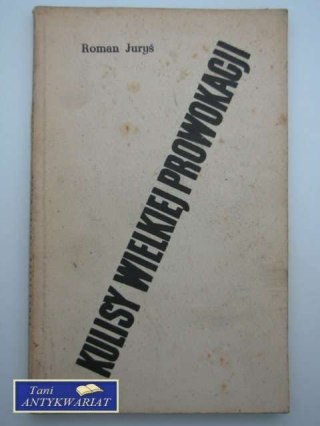 Roman Juryś
KULISY WIELKIEJ PROWOKACJI
Tani
ANTYKWARIAT